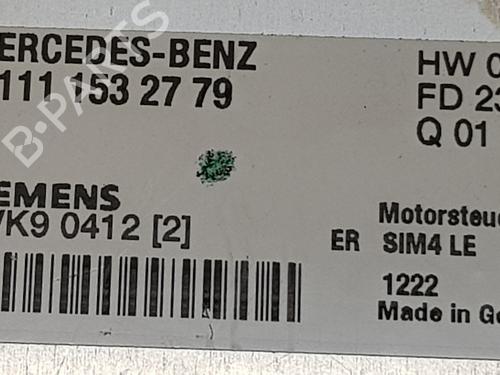 ERCEDES-BENZ
111 153 27 79
HW 0
FD 23
Q 01
EMENS
VK9 0412 [2]
Motorsteue
ER SIM4 LE
1222
Made in Ge
B-PARTS